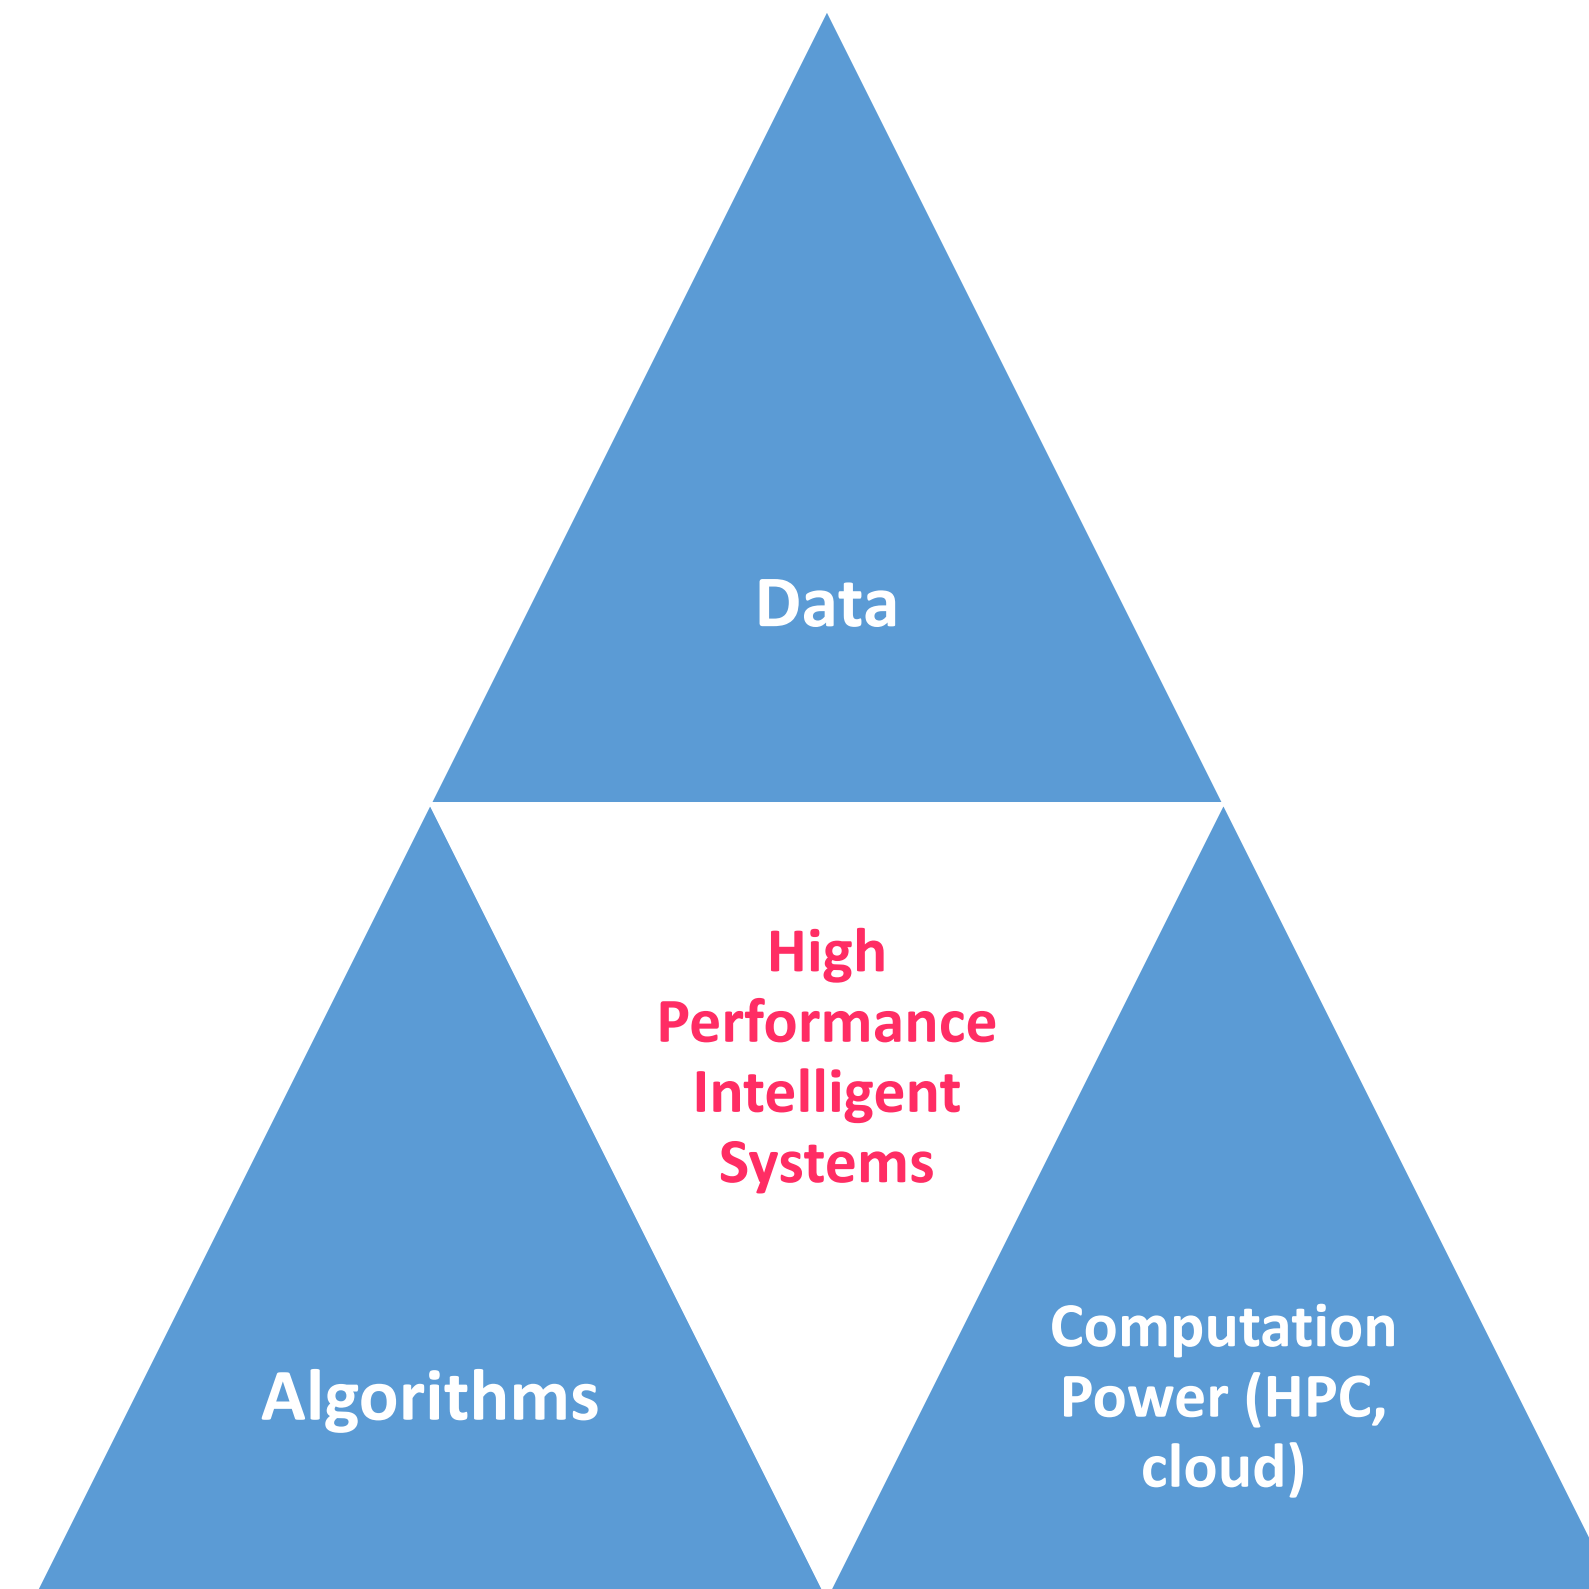 Data
High
Performance
Intelligent
Systems
Algorithms
Computation
Power (HPC,
cloud)